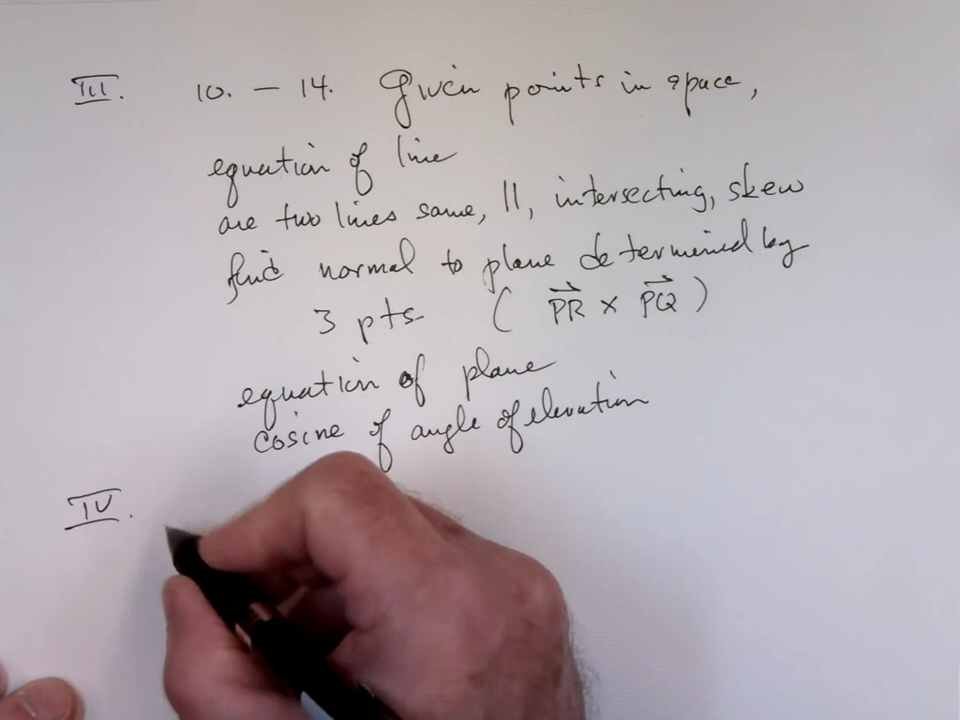 III. 10. — 14. Given points in space,
equation of line
are two lines same, ||, intersecting, skew
find normal to plane determined by
3 pts. ( PR × PQ )
equation of plane
cosine of angle of elevation
IV.